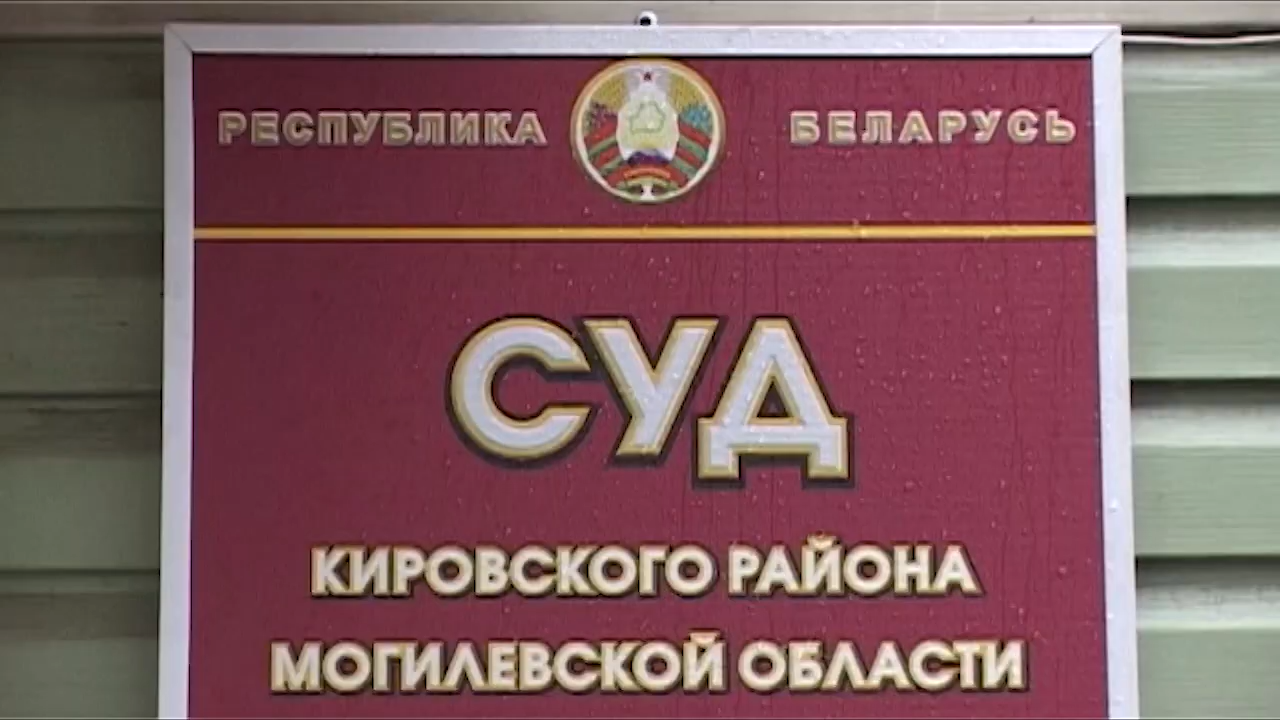 РЕСПУБЛИКА БЕЛАРУСЬ
СУД
КИРОВСКОГО РАЙОНА
МОГИЛЕВСКОЙ ОБЛАСТИ